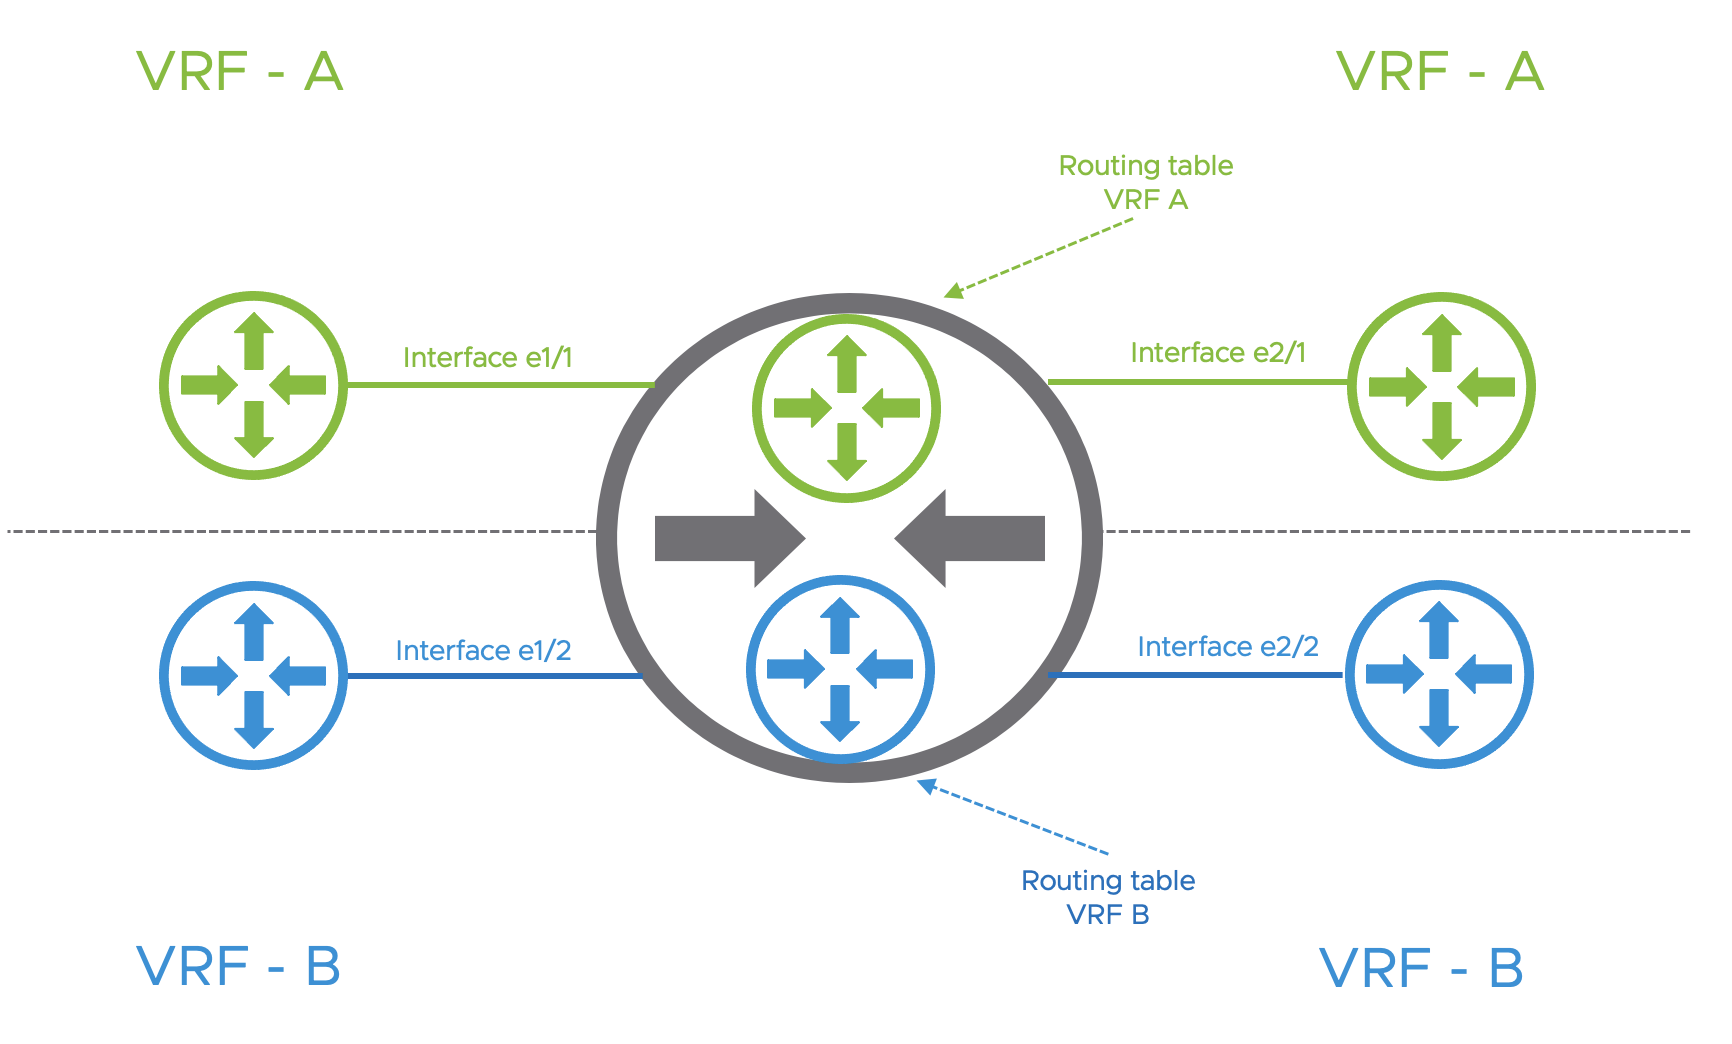 VRF - A
VRF - A
Routing table
VRF A
Interface e1/1
Interface e2/1
Interface e1/2
Interface e2/2
Routing table
VRF B
VRF - B
VRF - B